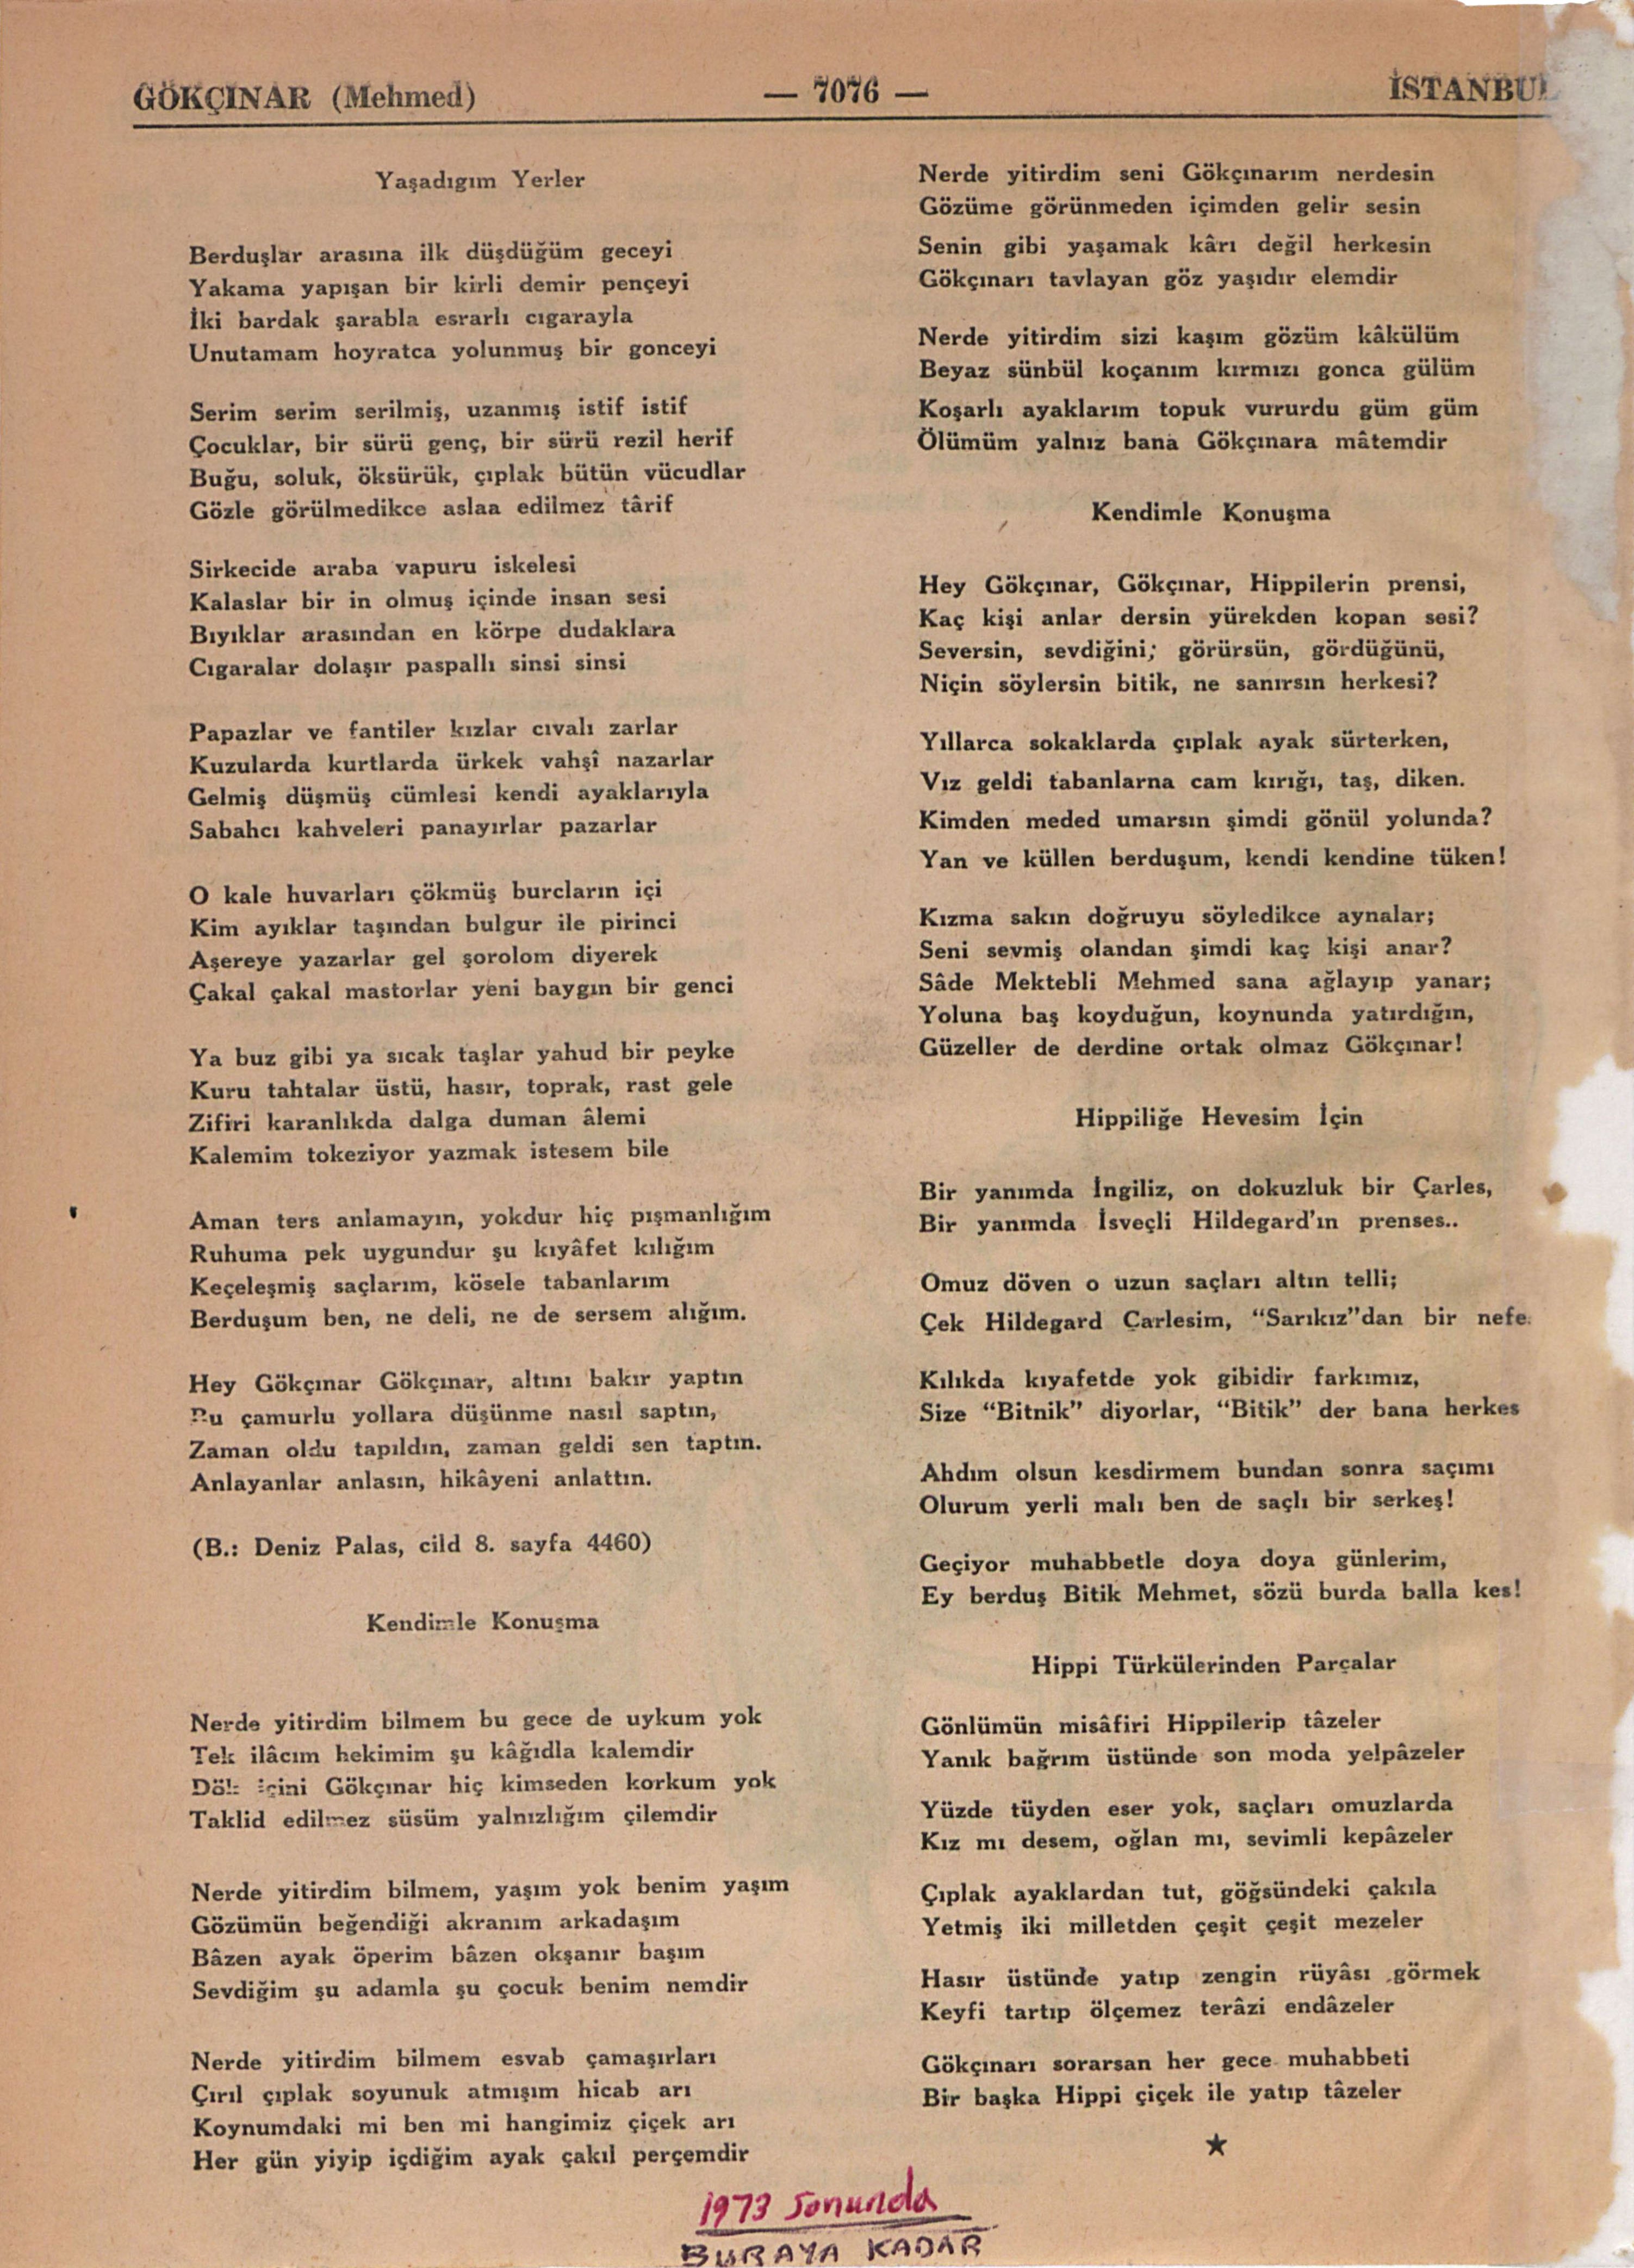 GÖKÇINAR (Mehmed)
— 7076 —
İSTANBUL
Yaşadıgım Yerler
Berduşlar arasına ilk düşdüğüm geceyi
Yakama yapışan bir kirli demir pençeyi
İki bardak şarabla esrarlı cıgarayla
Unutamam hoyratca yolunmuş bir gonceyi
Serim serim serilmiş, uzanmış istif istif
Çocuklar, bir sürü genç, bir sürü rezil herif
Buğu, soluk, öksürük, çıplak bütün vücudlar
Gözle görülmedikce aslaa edilmez târif
Sirkecide araba vapuru iskelesi
Kalaslar bir in olmuş içinde insan sesi
Bıyıklar arasından en körpe dudaklara
Cıgaralar dolaşır paspallı sinsi sinsi
Papazlar ve fantiler kızlar cıvalı zarlar
Kuzularda kurtlarda ürkek vahşî nazarlar
Gelmiş düşmüş cümlesi kendi ayaklarıyla
Sabahcı kahveleri panayırlar pazarlar
O kale huvarları çökmüş burcların içi
Kim ayıklar taşından bulgur ile pirinci
Aşereye yazarlar gel şorolom diyerek
Çakal çakal mastorlar yeni baygın bir genci
Ya buz gibi ya sıcak taşlar yahud bir peyke
Kuru tahtalar üstü, hasır, toprak, rast gele
Zifiri karanlıkda dalga duman âlemi
Kalemim tokeziyor yazmak istesem bile
Aman ters anlamayın, yokdur hiç pışmanlığım
Ruhuma pek uygundur şu kıyâfet kılığım
Keçeleşmiş saçlarım, kösele tabanlarım
Berduşum ben, ne deli, ne de sersem alığım.
Hey Gökçınar Gökçınar, altını bakır yaptın
Bu çamurlu yollara düşünme nasıl saptın,
Zaman oldu tapıldın, zaman geldi sen taptın.
Anlayanlar anlasın, hikâyeni anlattın.
(B.: Deniz Palas, cild 8. sayfa 4460)
Kendimle Konuşma
Nerde yitirdim bilmem bu gece de uykum yok
Tek ilâcım hekimim şu kâğıdla kalemdir
Dök içini Gökçınar hiç kimseden korkum yok
Taklid edilmez süsüm yalnızlığım çilemdir
Nerde yitirdim bilmem, yaşım yok benim yaşım
Gözümün beğendiği akranım arkadaşım
Bâzen ayak öperim bâzen okşanır başım
Sevdiğim şu adamla şu çocuk benim nemdir
Nerde yitirdim bilmem esvab çamaşırları
Çırıl çıplak soyunuk atmışım hicab arı
Koynumdaki mi ben mi hangimiz çiçek arı
Her gün yiyip içdiğim ayak çakıl perçemdir
Nerde yitirdim seni Gökçınarım nerdesin
Gözüme görünmeden içimden gelir sesin
Senin gibi yaşamak kârı değil herkesin
Gökçınarı tavlayan göz yaşıdır elemdir
Nerde yitirdim sizi kaşım gözüm kâkülüm
Beyaz sünbül koçanım kırmızı gonca gülüm
Koşarlı ayaklarım topuk vururdu güm güm
Ölümüm yalnız bana Gökçınara mâtemdir
Kendimle Konuşma
Hey Gökçınar, Gökçınar, Hippilerin prensi,
Kaç kişi anlar dersin yürekden kopan sesi?
Seversin, sevdiğini; görürsün, gördüğünü,
Niçin söylersin bitik, ne sanırsın herkesi?
Yıllarca sokaklarda çıplak ayak sürterken,
Vız geldi tabanlarna cam kırığı, taş, diken.
Kimden meded umarsın şimdi gönül yolunda?
Yan ve küllen berduşum, kendi kendine tüken!
Kızma sakın doğruyu söyledikce aynalar;
Seni sevmiş olandan şimdi kaç kişi anar?
Sâde Mektebli Mehmed sana ağlayıp yanar;
Yoluna baş koyduğun, koynunda yatırdığın,
Güzeller de derdine ortak olmaz Gökçınar!
Hippiliğe Hevesim İçin
Bir yanımda İngiliz, on dokuzluk bir Çarles,
Bir yanımda İsveçli Hildegard'ın prenses..
Omuz döven o uzun saçları altın telli;
Çek Hildegard Çarlesim, “Sarıkız”dan bir nefe
Kılıkda kıyafetde yok gibidir farkımız,
Size “Bitnik” diyorlar, “Bitik” der bana herkes
Ahdım olsun kesdirmem bundan sonra saçımı
Olurum yerli malı ben de saçlı bir serkeş!
Geçiyor muhabbetle doya doya günlerim,
Ey berduş Bitik Mehmet, sözü burda balla kes!
Hippi Türkülerinden Parçalar
Gönlümün misâfiri Hippilerip tâzeler
Yanık bağrım üstünde son moda yelpâzeler
Yüzde tüyden eser yok, saçları omuzlarda
Kız mı desem, oğlan mı, sevimli kepâzeler
Çıplak ayaklardan tut, göğsündeki çakıla
Yetmiş iki milletden çeşit çeşit mezeler
Hasır üstünde yatıp zengin rüyâsı görmek
Keyfi tartıp ölçemez terâzi endâzeler
Gökçınarı sorarsan her gece muhabbeti
Bir başka Hippi çiçek ile yatıp tâzeler
★
1973 sonunda
BURAYA KADAR